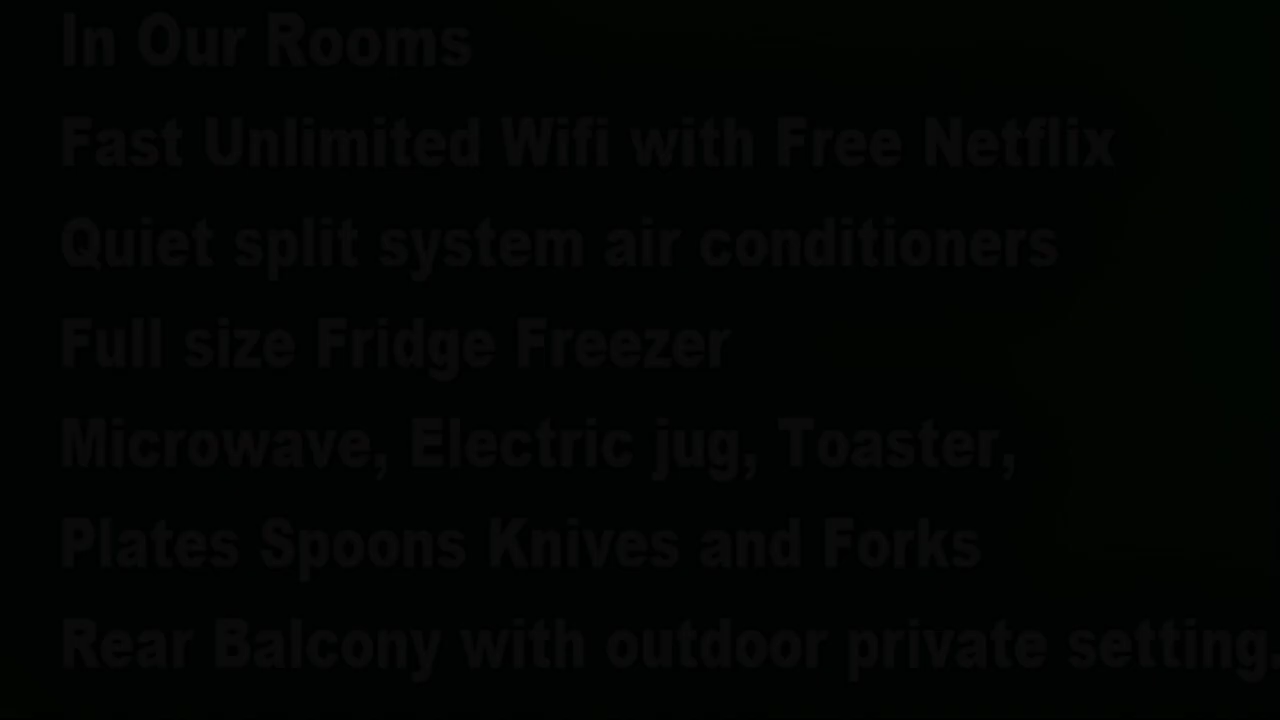 In Our Rooms
Fast Unlimited Wifi with Free Netflix
Quiet split system air conditioners
Full size Fridge Freezer
Microwave, Electric jug, Toaster,
Plates Spoons Knives and Forks
Rear Balcony with outdoor private setting.